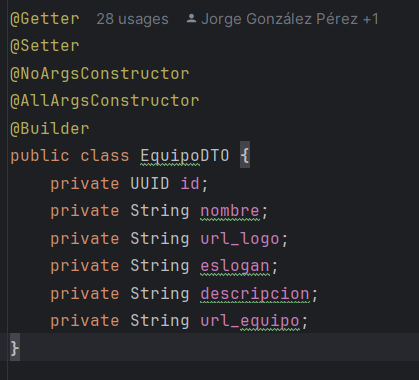 @Getter 28 usages Jorge González Pérez +1
@Setter
@NoArgsConstructor
@AllArgsConstructor
@Builder
public class EquipoDTO {
    private UUID id;
    private String nombre;
    private String url_logo;
    private String eslogan;
    private String descripcion;
    private String url_equipo;
}